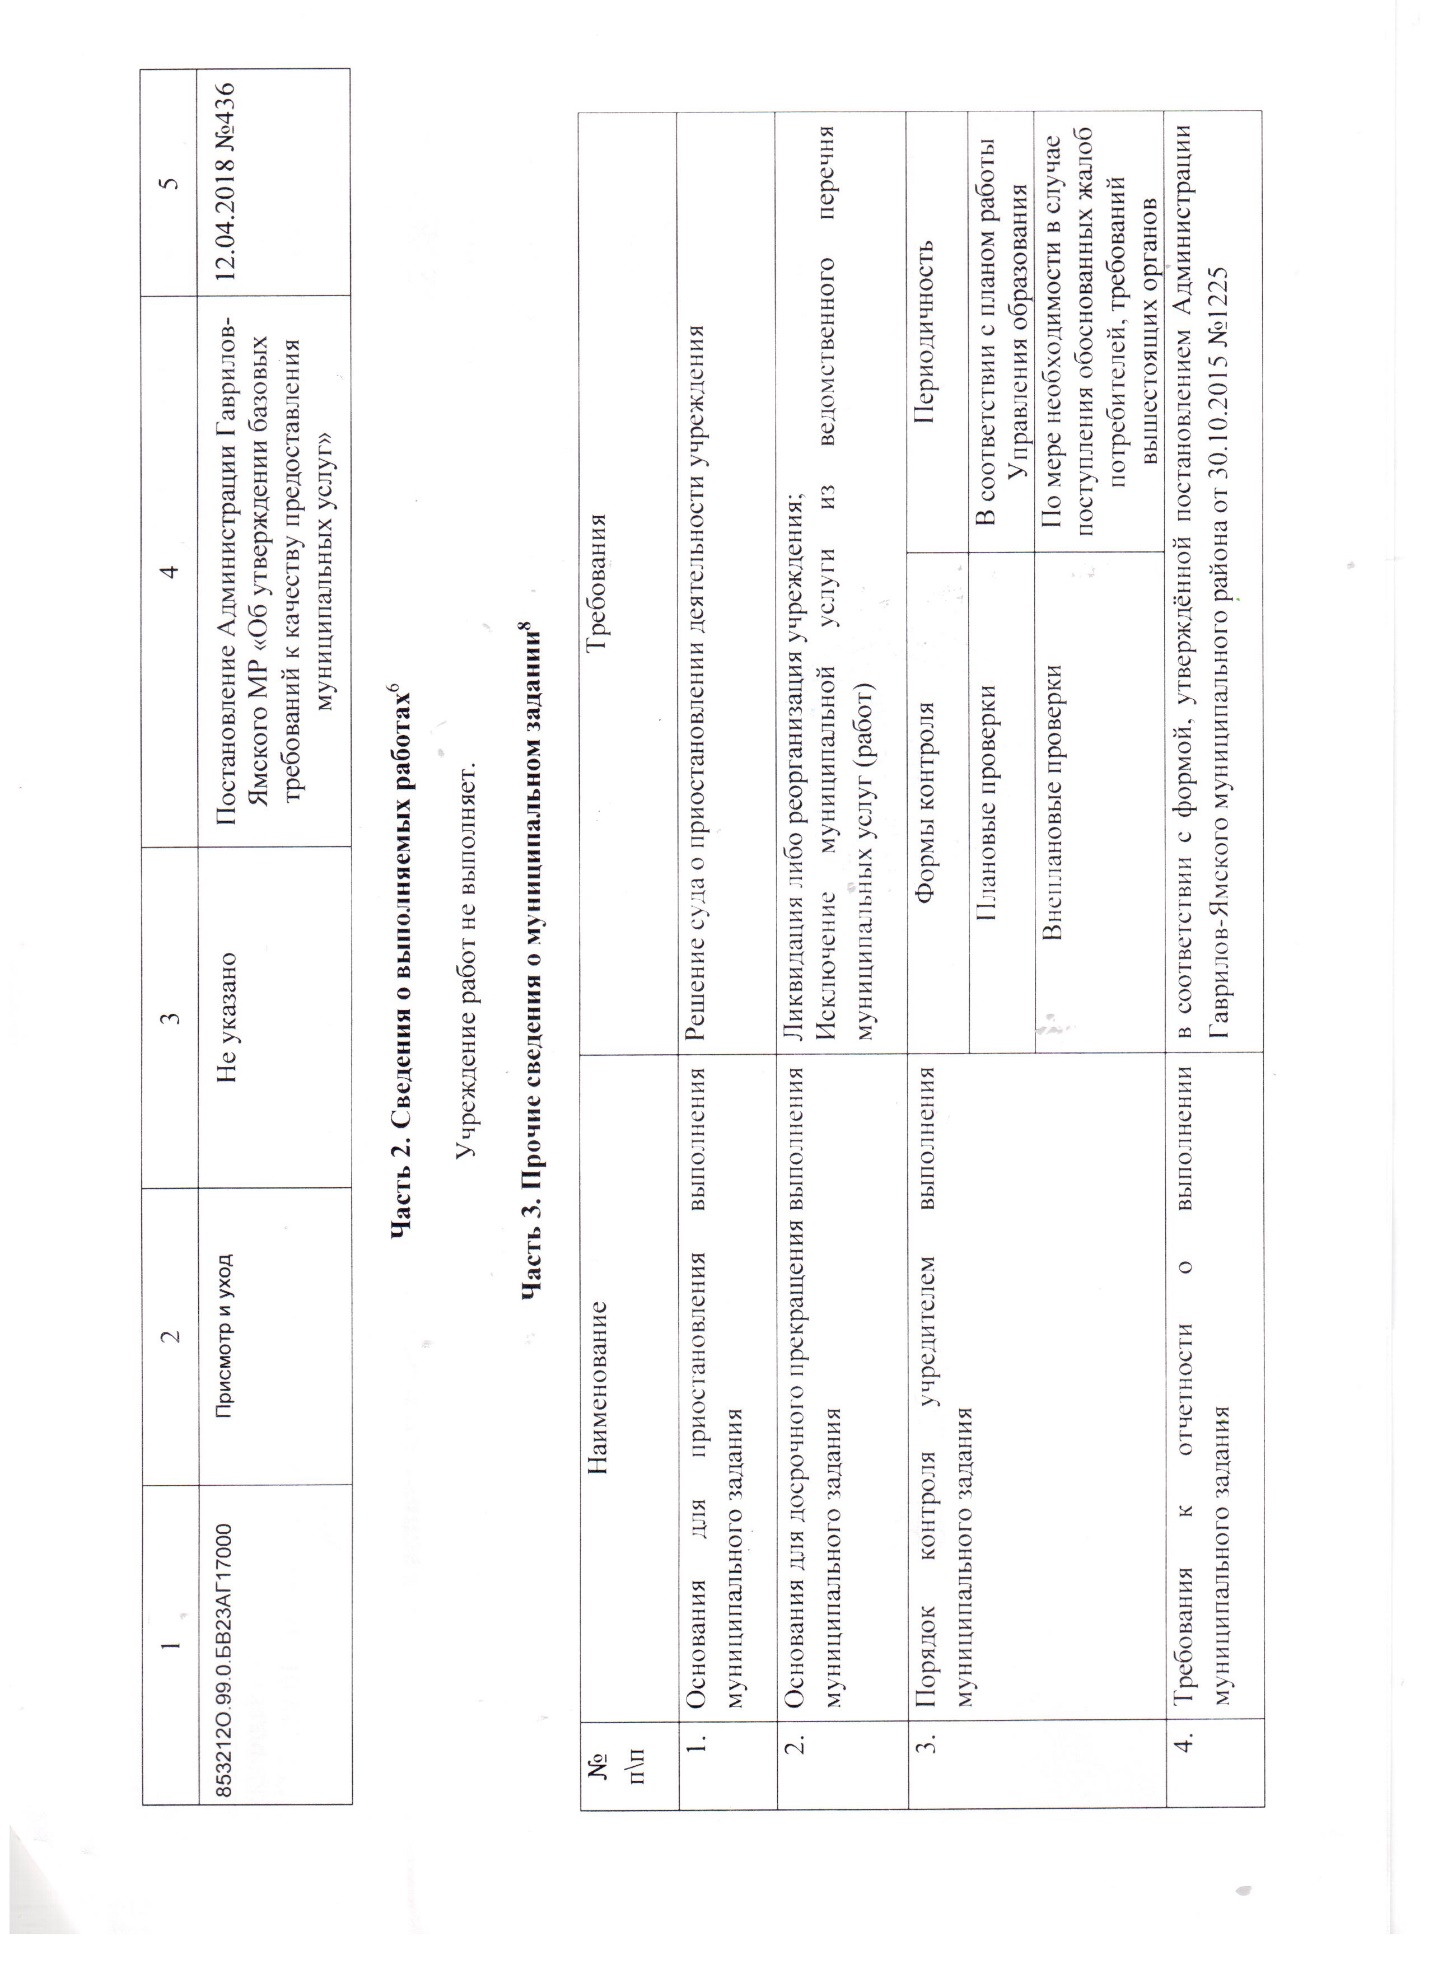 1 2 3 4 5
853212О.99.0.БВ23АГ17000
Присмотр и уход
Не указано
Постановление Администрации Гаврилов-
Ямского МР «Об утверждении базовых
требований к качеству предоставления
муниципальных услуг»
12.04.2018 №436
Часть 2. Сведения о выполняемых работах⁶
Учреждение работ не выполняет.
Часть 3. Прочие сведения о муниципальном задании⁸
№
п\п
Наименование
Требования
1.
Основания для приостановления выполнения
муниципального задания
Решение суда о приостановлении деятельности учреждения
2.
Основания для досрочного прекращения выполнения
муниципального задания
Ликвидация либо реорганизация учреждения;
Исключение муниципальной услуги из ведомственного перечня
муниципальных услуг (работ)
3.
Порядок контроля учредителем выполнения
муниципального задания
Формы контроля
Периодичность
Плановые проверки
В соответствии с планом работы
Управления образования
Внеплановые проверки
По мере необходимости в случае
поступления обоснованных жалоб
потребителей, требований
вышестоящих органов
4.
Требования к отчетности о выполнении
муниципального задания
в соответствии с формой, утверждённой постановлением Администрации
Гаврилов-Ямского муниципального района от 30.10.2015 №1225